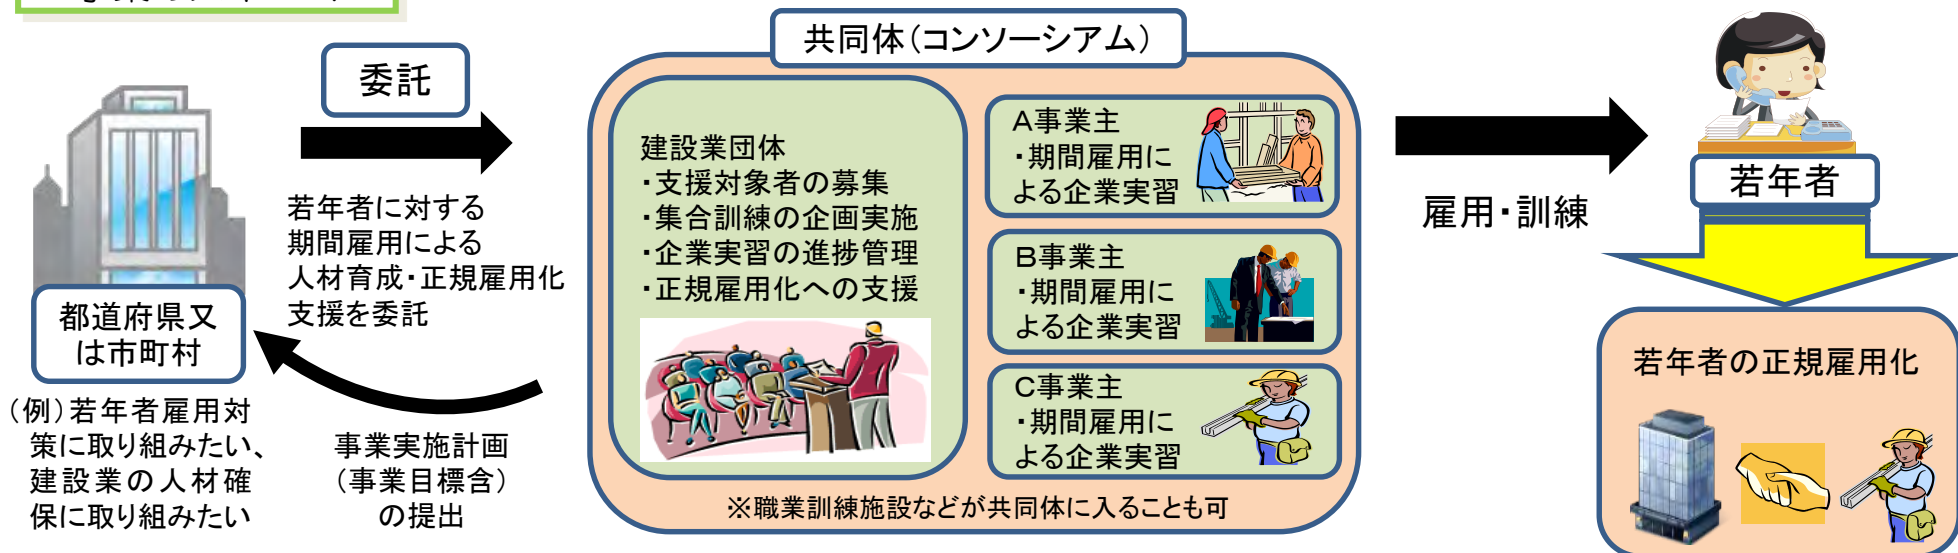 共同体(コンソーシアム)
委託
若年者に対する
期間雇用による
人材育成・正規雇用化
支援を委託
都道府県又
は市町村
(例)若年者雇用対
策に取り組みたい、
建設業の人材確
保に取り組みたい
事業実施計画
(事業目標含)
の提出
建設業団体
・支援対象者の募集
・集合訓練の企画実施
・企業実習の進捗管理
・正規雇用化への支援
A事業主
・期間雇用に
よる企業実習
B事業主
・期間雇用に
よる企業実習
C事業主
・期間雇用に
よる企業実習
※職業訓練施設などが共同体に入ることも可
雇用・訓練
若年者
若年者の正規雇用化